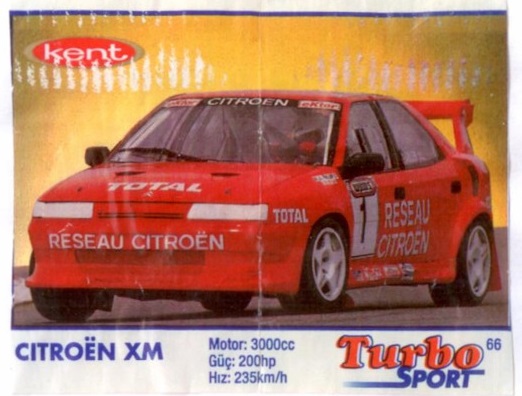 kent
CITROËN
TOTAL
TOTAL
1
RESEAU
CITROËN
RESEAU CITROËN
CITROËN XM
Motor: 3000cc
Güç: 200hp
Hız: 235km/h
Turbo
SPORT
66